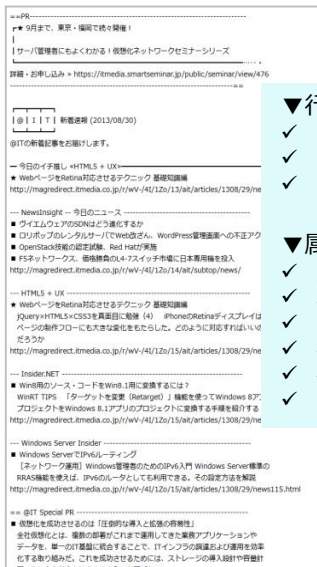 ==PR--------------------------------------------------
┏★ 9月まで、東京・福岡で続々開催！
┃
┃サーバ管理者にもよくわかる！仮想化ネットワークセミナーシリーズ
┃
詳細・お申し込み » https://itmedia.smartseminar.jp/public/seminar/view/476
--------------------------------------------------==
┃@┃I┃T┃ 新着速報 (2013/08/30)
@ITの新着記事をお届けします。
━ 今日のイチ推し «HTML5 + UX»
★ WebページをRetina対応させるテクニック 基礎知識編
http://magredirect.itmedia.co.jp/r/wV-/4I/1Zo/13/ait/articles/1308/29/ne
--- NewsInsight -- 今日のニュース ---
■ ヴイエムウェアのSDNはどう進化するか
■ ロリポップのレンタルサーバでWeb改ざん、WordPress管理画面への不正アク
■ OpenStack技能の認定試験、Red Hatが実施
■ F5ネットワークス、価格勝負のL4-7スイッチ市場に日本専用機を投入
http://magredirect.itmedia.co.jp/r/wV-/4I/1Zo/14/ait/subtop/news/
--- HTML5 + UX ---
★ WebページをRetina対応させるテクニック 基礎知識編
jQuery×HTML5×CSS3を真面目に勉強（4） iPhoneのRetinaディスプレイは
ページの制作フローにも大きな変化をもたらした。どのように対応すればいいの
だろうか
http://magredirect.itmedia.co.jp/r/wV-/4I/1Zo/15/ait/articles/1308/29/ne
--- Insider.NET ---
■ Win8用のソース・コードをWin8.1用に変換するには？
WinRT TIPS 「ターゲットを変更（Retarget）」機能を使ってWindows 8ア
プロジェクトをWindows 8.1アプリのプロジェクトに変換する手順を紹介する
http://magredirect.itmedia.co.jp/r/wV-/4I/1Zo/15/ait/articles/1308/29/ne
--- Windows Server Insider ---
■ Windows ServerでIPv6ルーティング
［ネットワーク運用］Windows管理者のためのIPv6入門 Windows Server標準の
RRAS機能を使えば、IPv6のルータとしても利用できる。その設定方法を解説
http://magredirect.itmedia.co.jp/r/wV-/4I/1Zo/15/ait/articles/1308/29/news115.html
== @IT Special PR ---
■ 仮想化を成功させるのは「圧倒的な導入と拡張の容易性」
全社仮想化とは、複数の部署がこれまで運用してきた業務アプリケーションや
データを、単一のIT基盤に統合することで、ITインフラの調達および運用を効率
化する取り組みだ。これを成功させるためには、ストレージの導入設計や容量計
▼行
✓
✓
✓
▼属
✓
✓
✓
✓
✓
✓